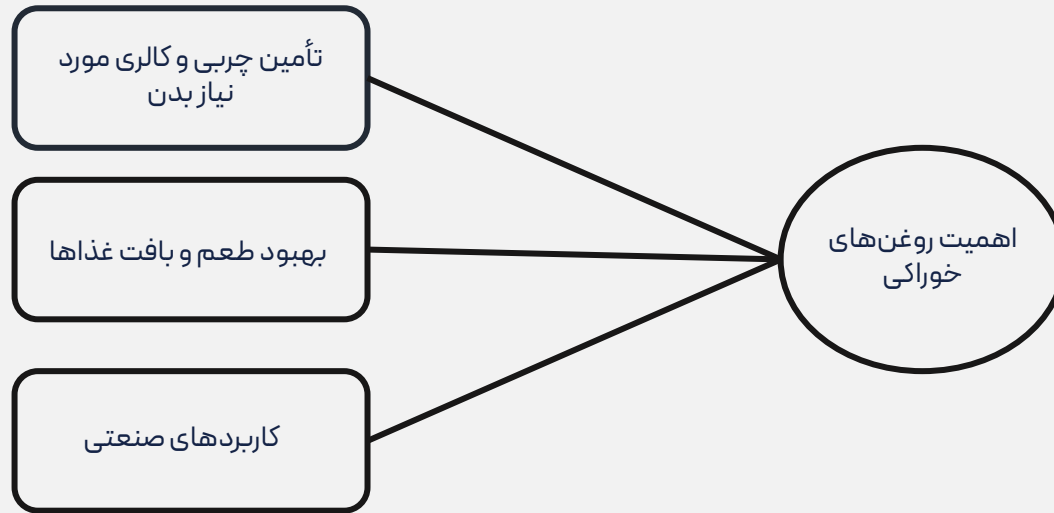 اهمیت روغن‌های
خوراکی
تأمین چربی و کالری مورد
نیاز بدن
بهبود طعم و بافت غذاها
کاربردهای صنعتی